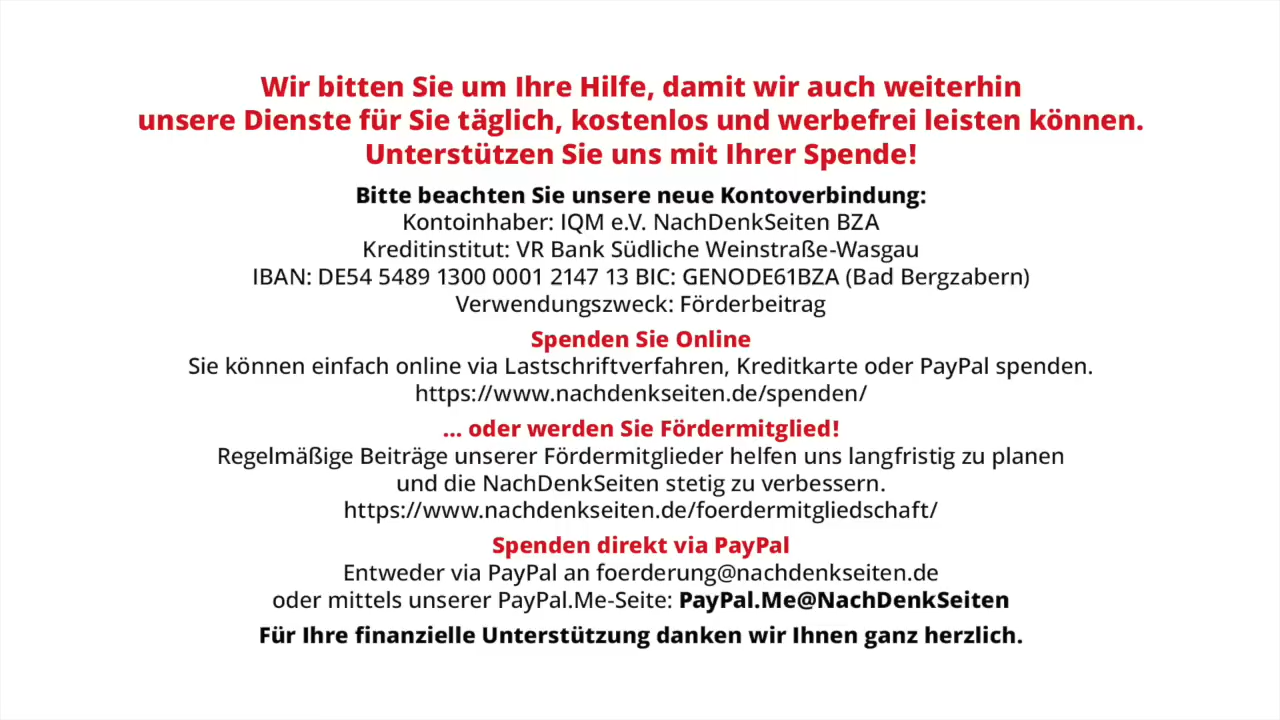 Wir bitten Sie um Ihre Hilfe, damit wir auch weiterhin
unsere Dienste für Sie täglich, kostenlos und werbefrei leisten können.
Unterstützen Sie uns mit Ihrer Spende!
Bitte beachten Sie unsere neue Kontoverbindung:
Kontoinhaber: IQM e.V. NachDenkSeiten BZA
Kreditinstitut: VR Bank Südliche Weinstraße-Wasgau
IBAN: DE54 5489 1300 0001 2147 13 BIC: GENODE61BZA (Bad Bergzabern)
Verwendungszweck: Förderbeitrag
Spenden Sie Online
Sie können einfach online via Lastschriftverfahren, Kreditkarte oder PayPal spenden.
https://www.nachdenkseiten.de/spenden/
... oder werden Sie Fördermitglied!
Regelmäßige Beiträge unserer Fördermitglieder helfen uns langfristig zu planen
und die NachDenkSeiten stetig zu verbessern.
https://www.nachdenkseiten.de/foerdermitgliedschaft/
Spenden direkt via PayPal
Entweder via PayPal an foerderung@nachdenkseiten.de
oder mittels unserer PayPal.Me-Seite: PayPal.Me@NachDenkSeiten
Für Ihre finanzielle Unterstützung danken wir Ihnen ganz herzlich.